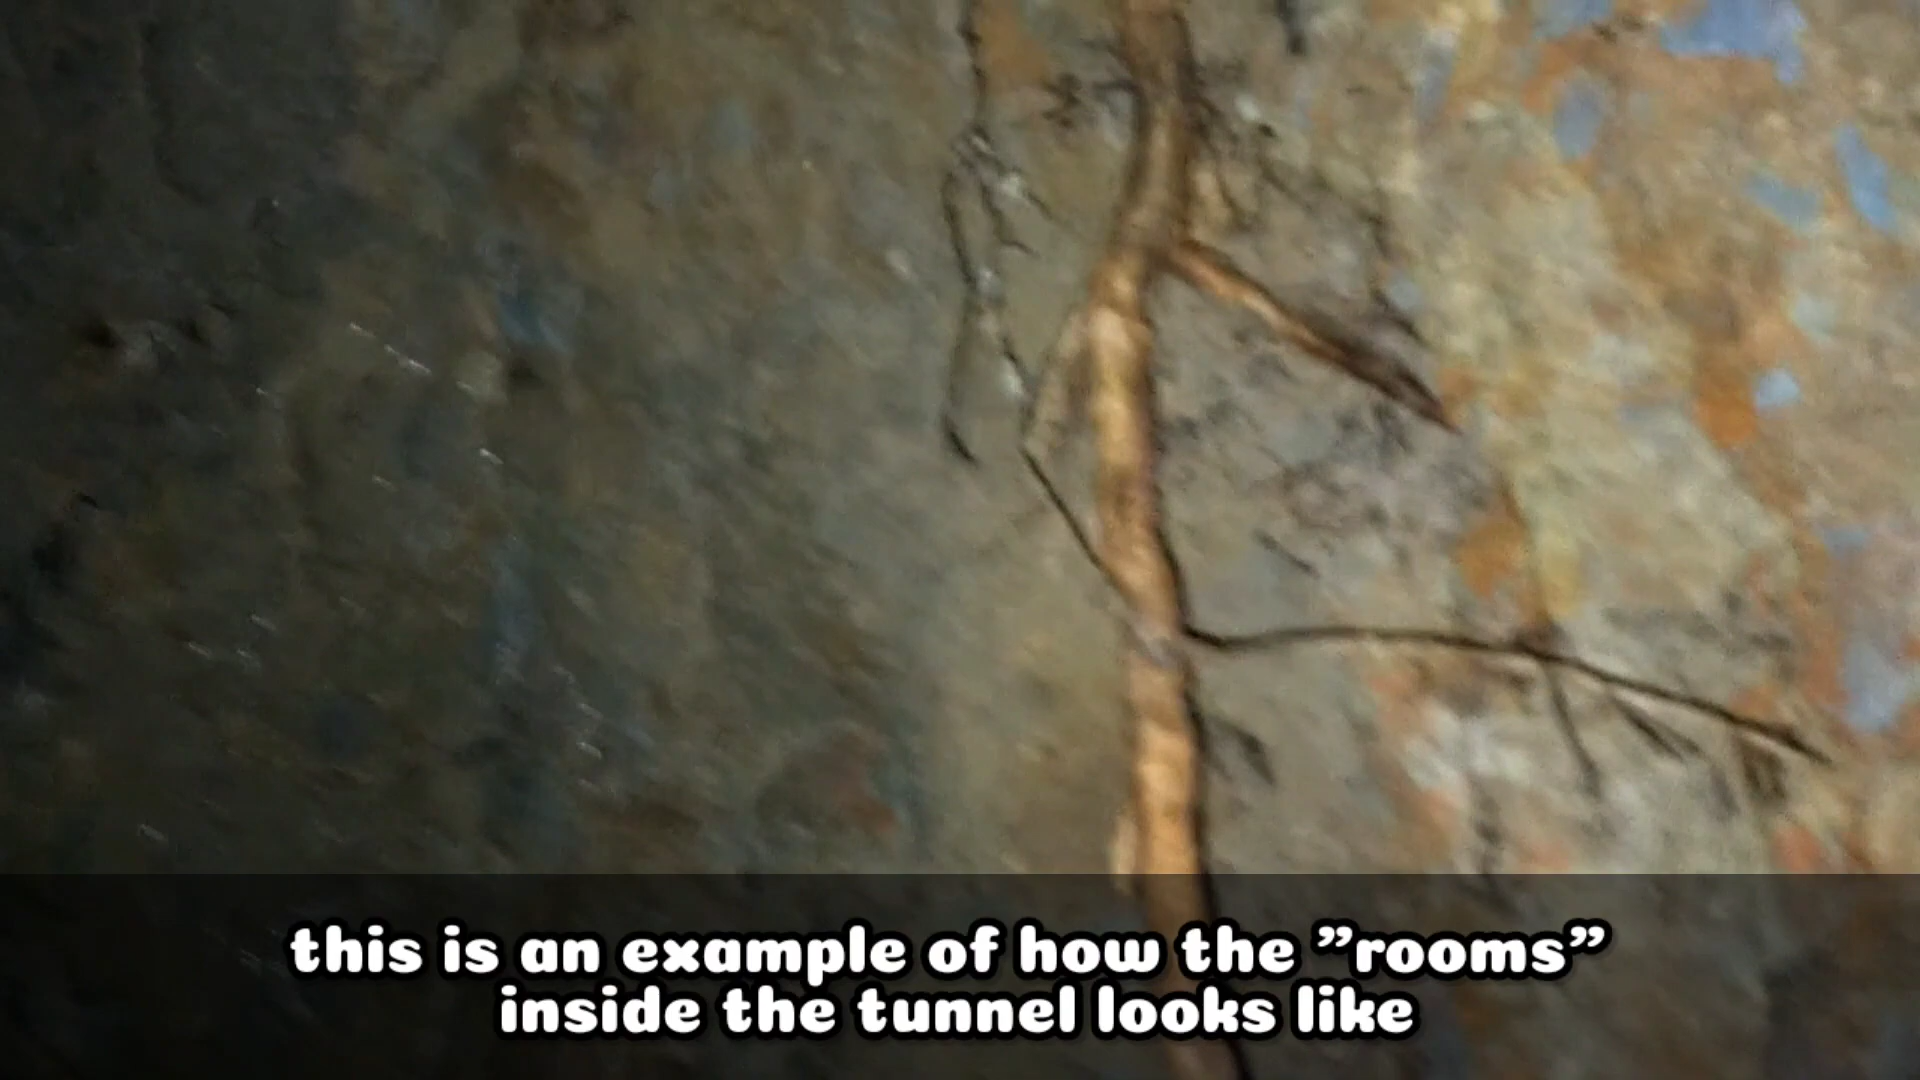 this is an example of how the ”rooms”
inside the tunnel looks like